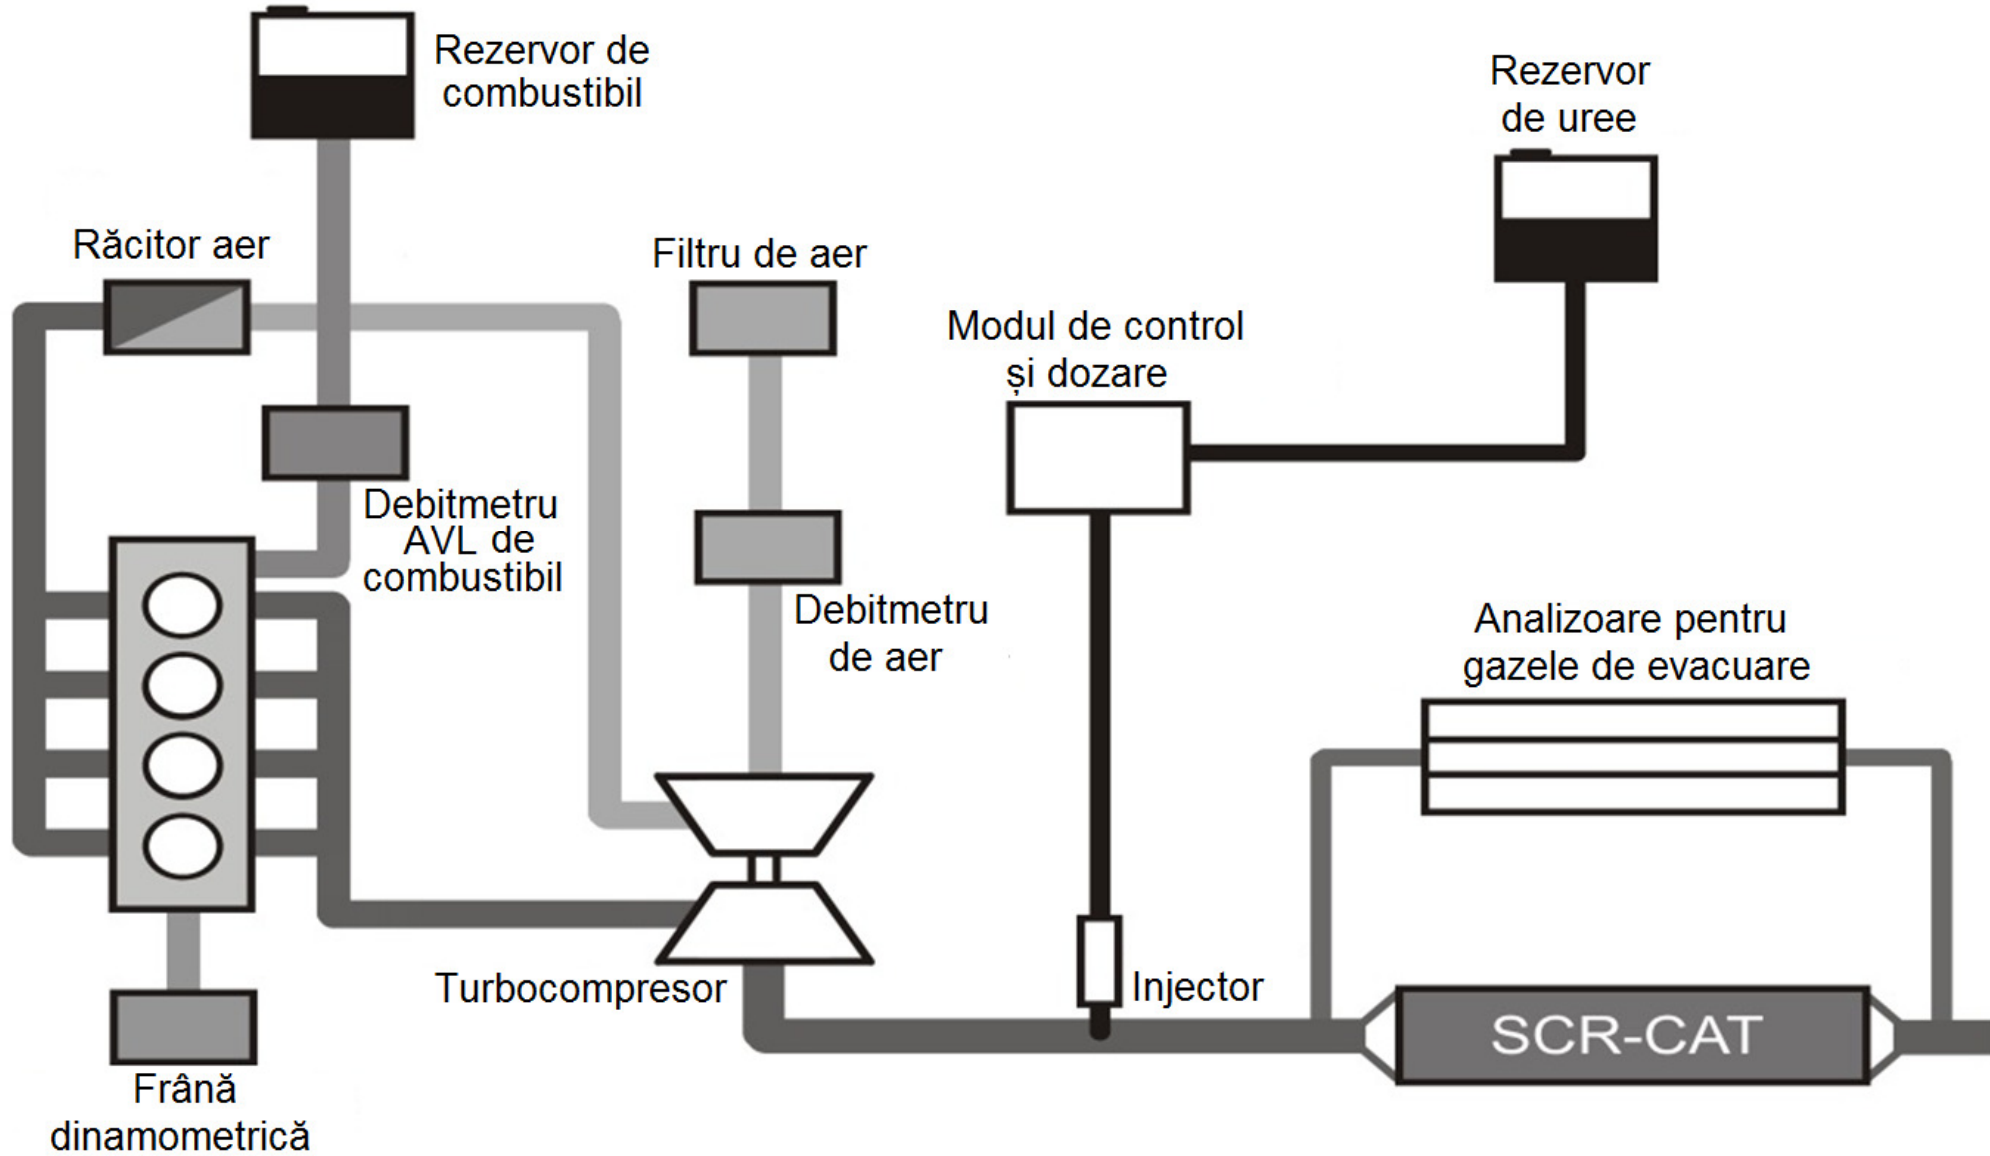 Rezervor de
combustibil
Rezervor
de uree
Răcitor aer
Filtru de aer
Modul de control
și dozare
Debitmetru
AVL de
combustibil
Debitmetru
de aer
Analizoare pentru
gazele de evacuare
Turbocompresor
Injector
SCR-CAT
Frână
dinamometrică